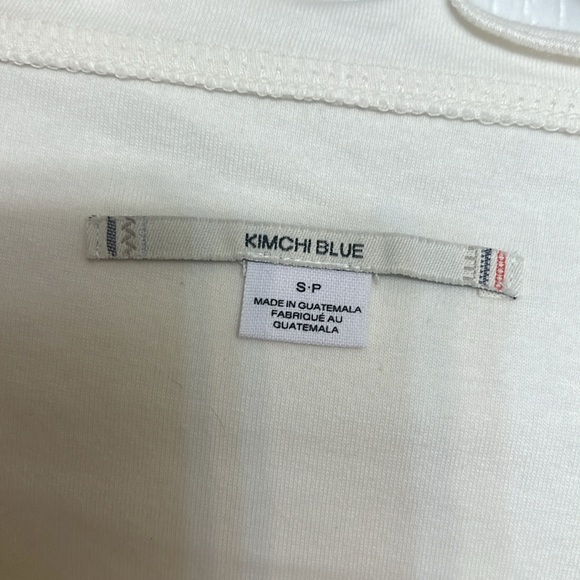 KIMCHI BLUE
S·P
MADE IN GUATEMALA
FABRIQUÉ AU
GUATEMALA